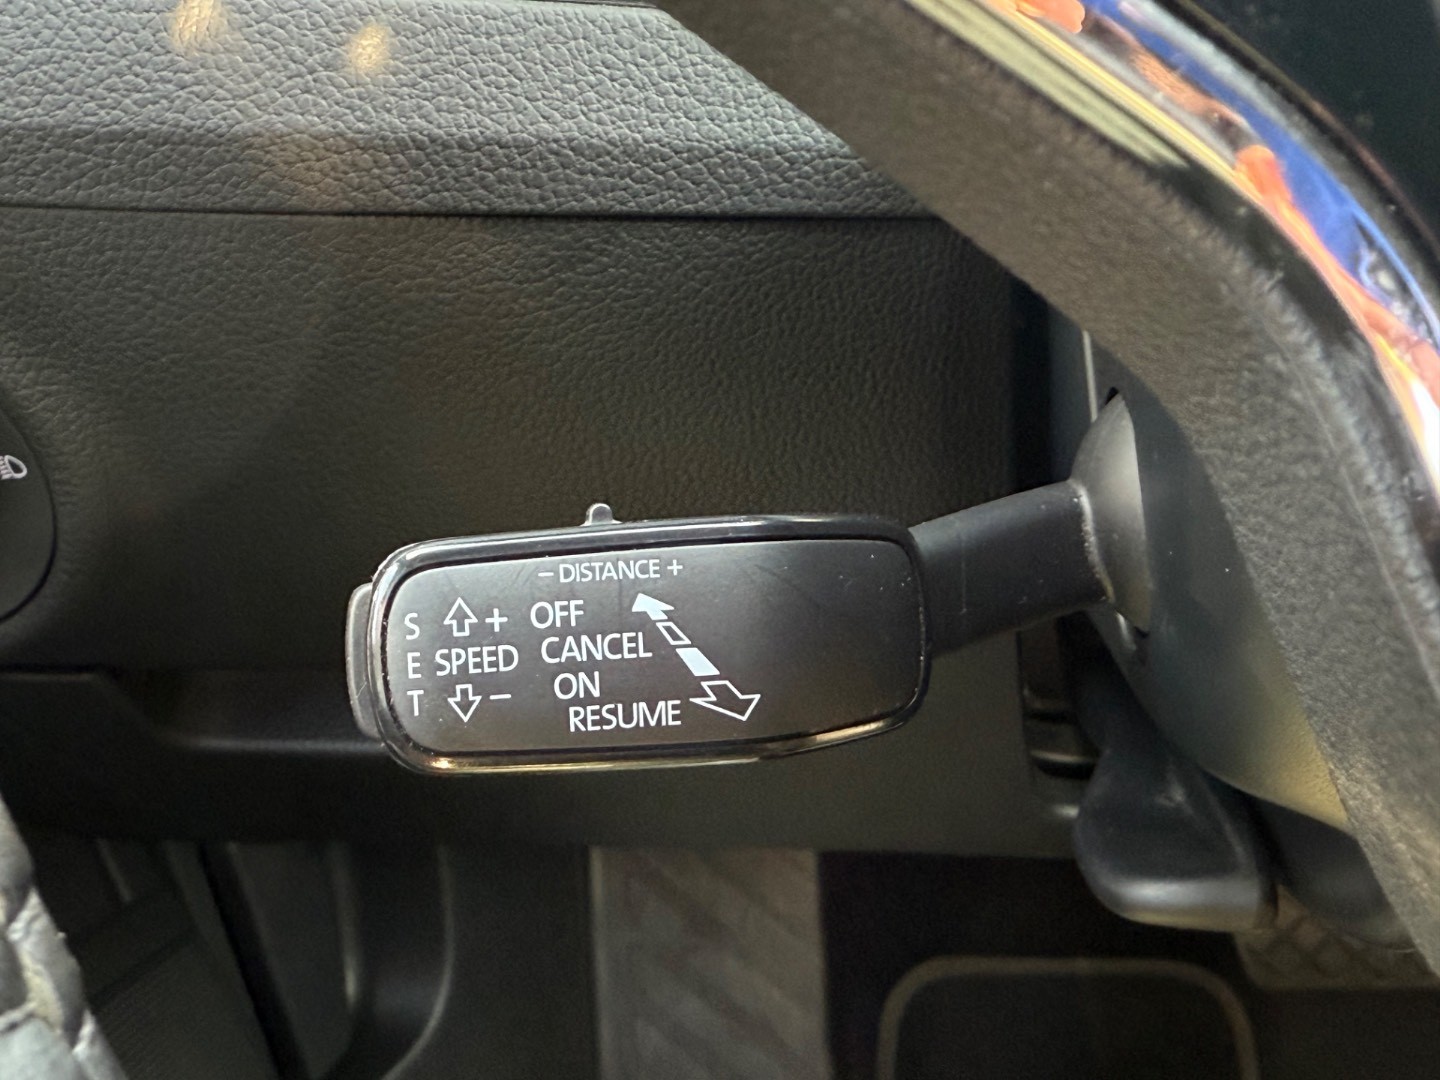 – DISTANCE +
S + OFF
E SPEED CANCEL
T – ON
RESUME